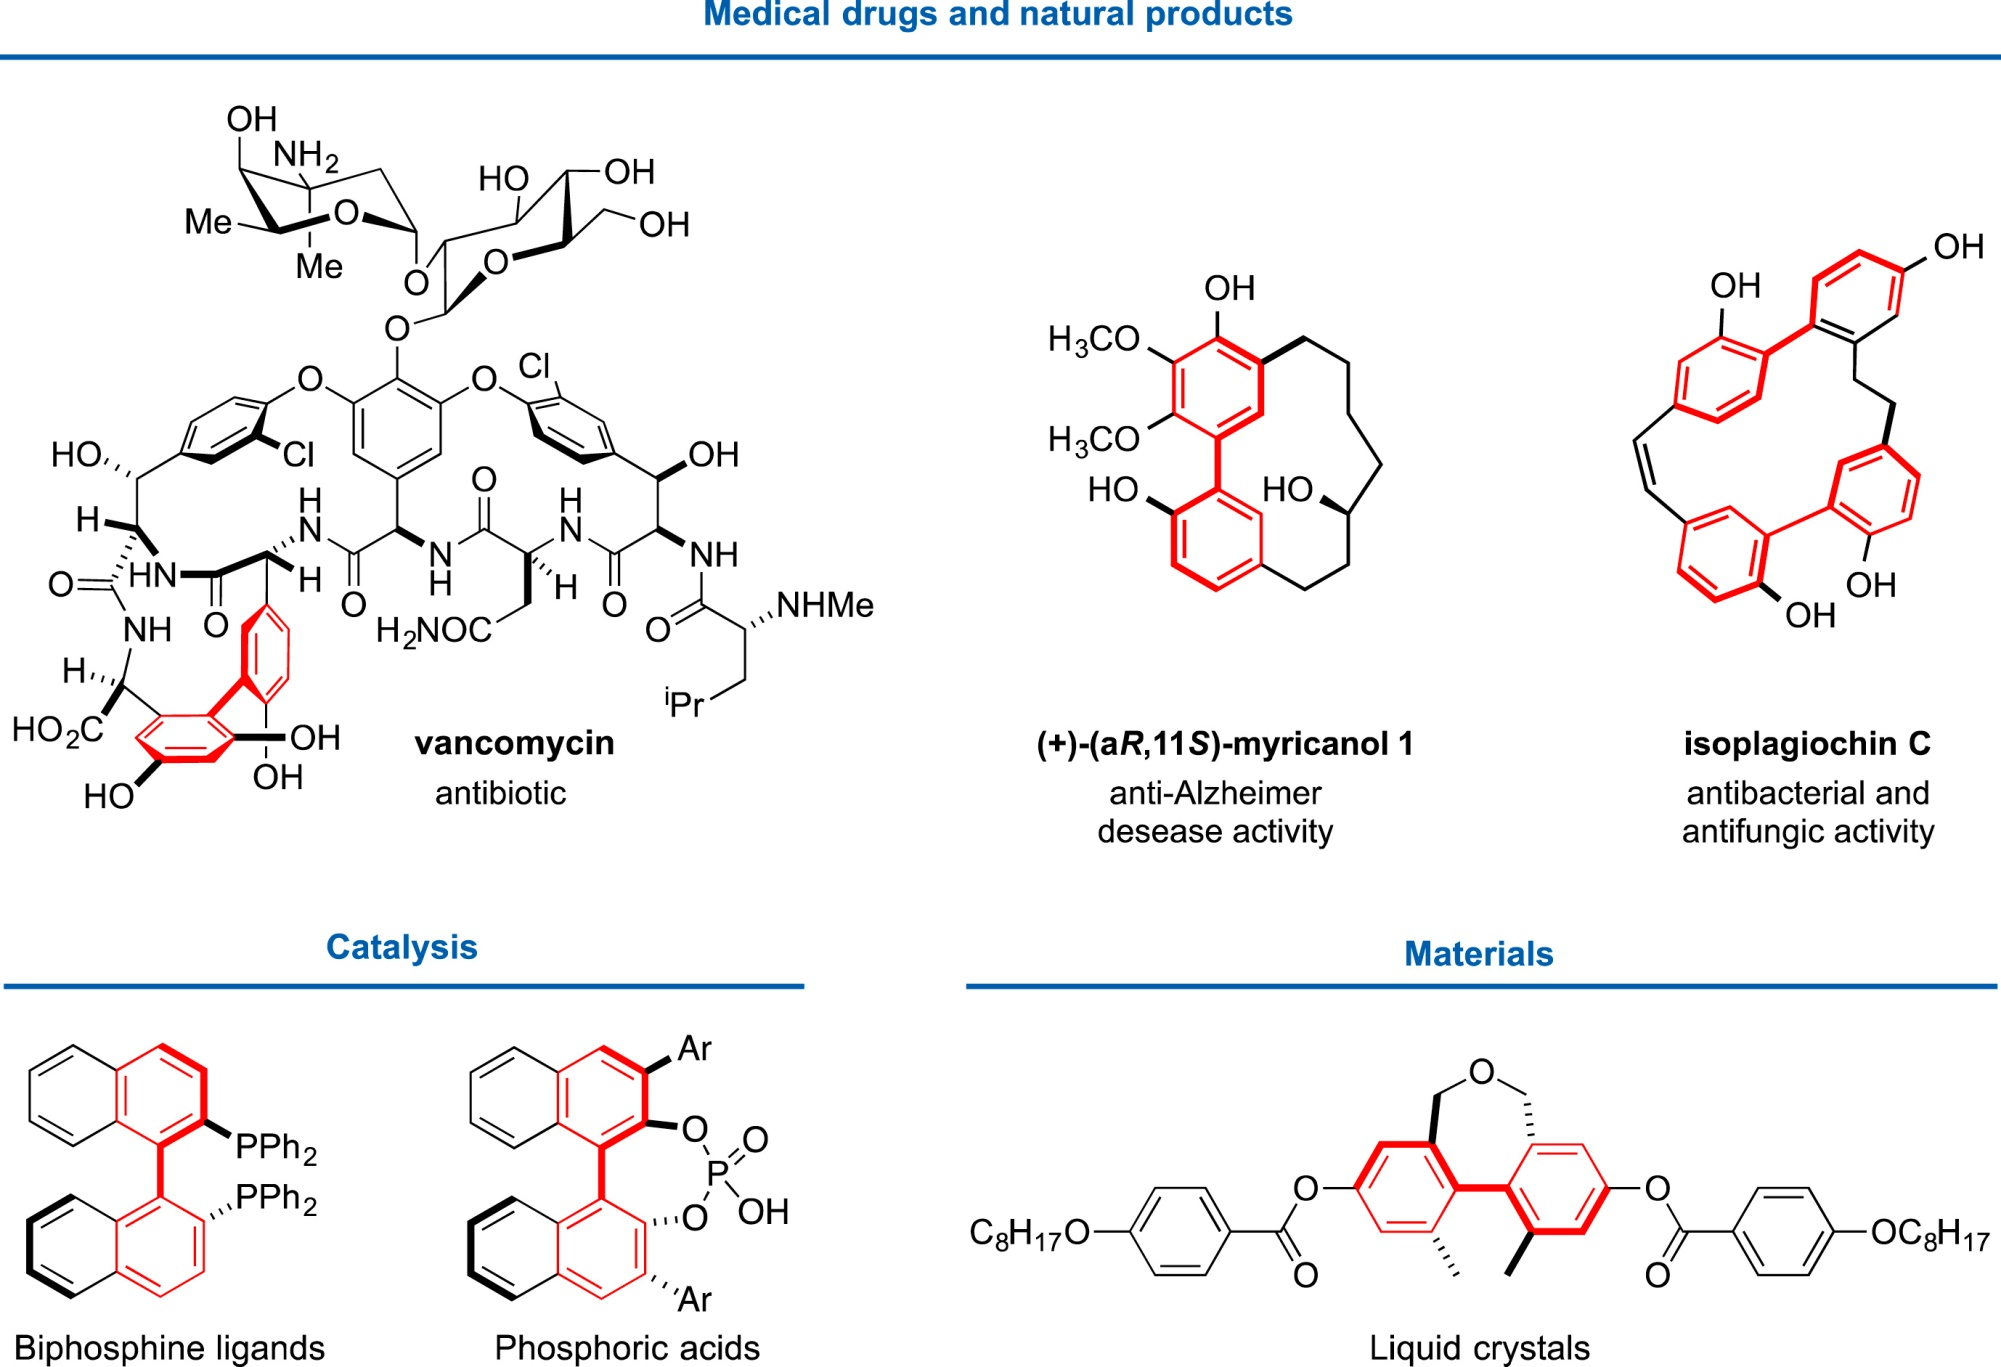 Medical drugs and natural products
OH
NH2
Me
O
Me
O
HO
OH
OH
O
O
O
Cl
O
Cl
HO
OH
H
H
N
O
H
N
NH
H
O
HN
O
H
O
N
H
H
O
H2NOC
O
NHMe
NH
H
HO2C
OH
OH
HO
iPr
vancomycin
antibiotic
OH
H3CO
H3CO
HO
HO
(+)-(aR,11S)-myricanol 1
anti-Alzheimer
desease activity
OH
OH
OH
OH
isoplagiochin C
antibacterial and
antifungic activity
Catalysis
PPh2
PPh2
Biphosphine ligands
Ar
O
O
P
OH
O
Ar
Phosphoric acids
Materials
O
O
O
C8H17O
OC8H17
O
O
Liquid crystals